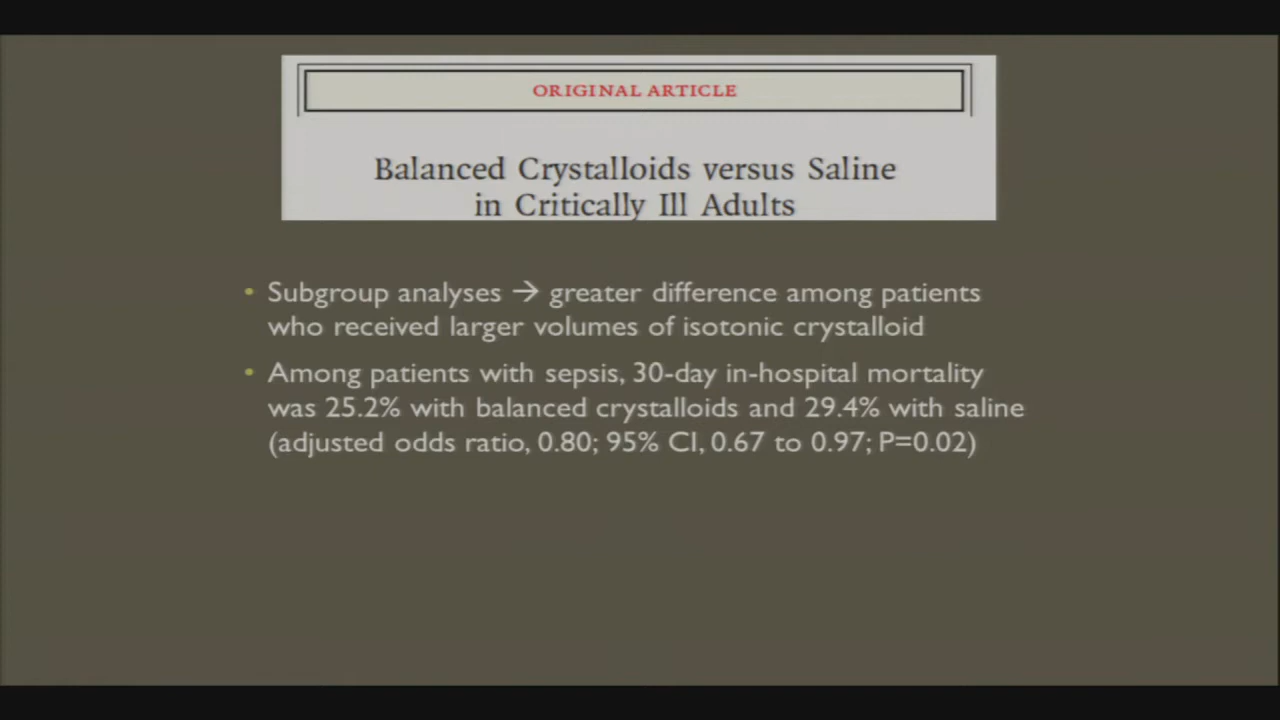 ORIGINAL ARTICLE
Balanced Crystalloids versus Saline
in Critically Ill Adults
• Subgroup analyses → greater difference among patients
who received larger volumes of isotonic crystalloid
• Among patients with sepsis, 30-day in-hospital mortality
was 25.2% with balanced crystalloids and 29.4% with saline
(adjusted odds ratio, 0.80; 95% CI, 0.67 to 0.97; P=0.02)